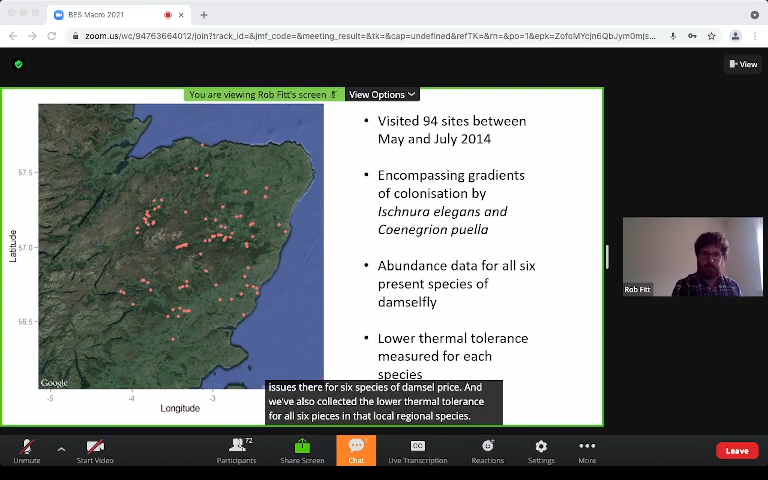 BES Macro 2021
zoom.us/wc/94763664012/join?track_id=&jmf_code=&meeting_result=&tk=&cap=undefined&refTK=&rn=&po=1&epk=ZofoMYcjn6QbJym0mjs...
View
You are viewing Rob Fitt's screen
View Options
• Visited 94 sites between
May and July 2014
• Encompassing gradients
of colonisation by
Ischnura elegans and
Coenegrion puella
• Abundance data for all six
present species of
damselfly
• Lower thermal tolerance
measured for each
species
Latitude
57.5
57.0
56.5
Google
-5
-4
-3
Longitude
issues there for six species of damsel price. And
we've also collected the lower thermal tolerance
for all six pieces in that local regional species.
Rob Fitt
Unmute
Start Video
72
Participants
Share Screen
1
Chat
CC
Live Transcription
Reactions
Settings
More
Leave